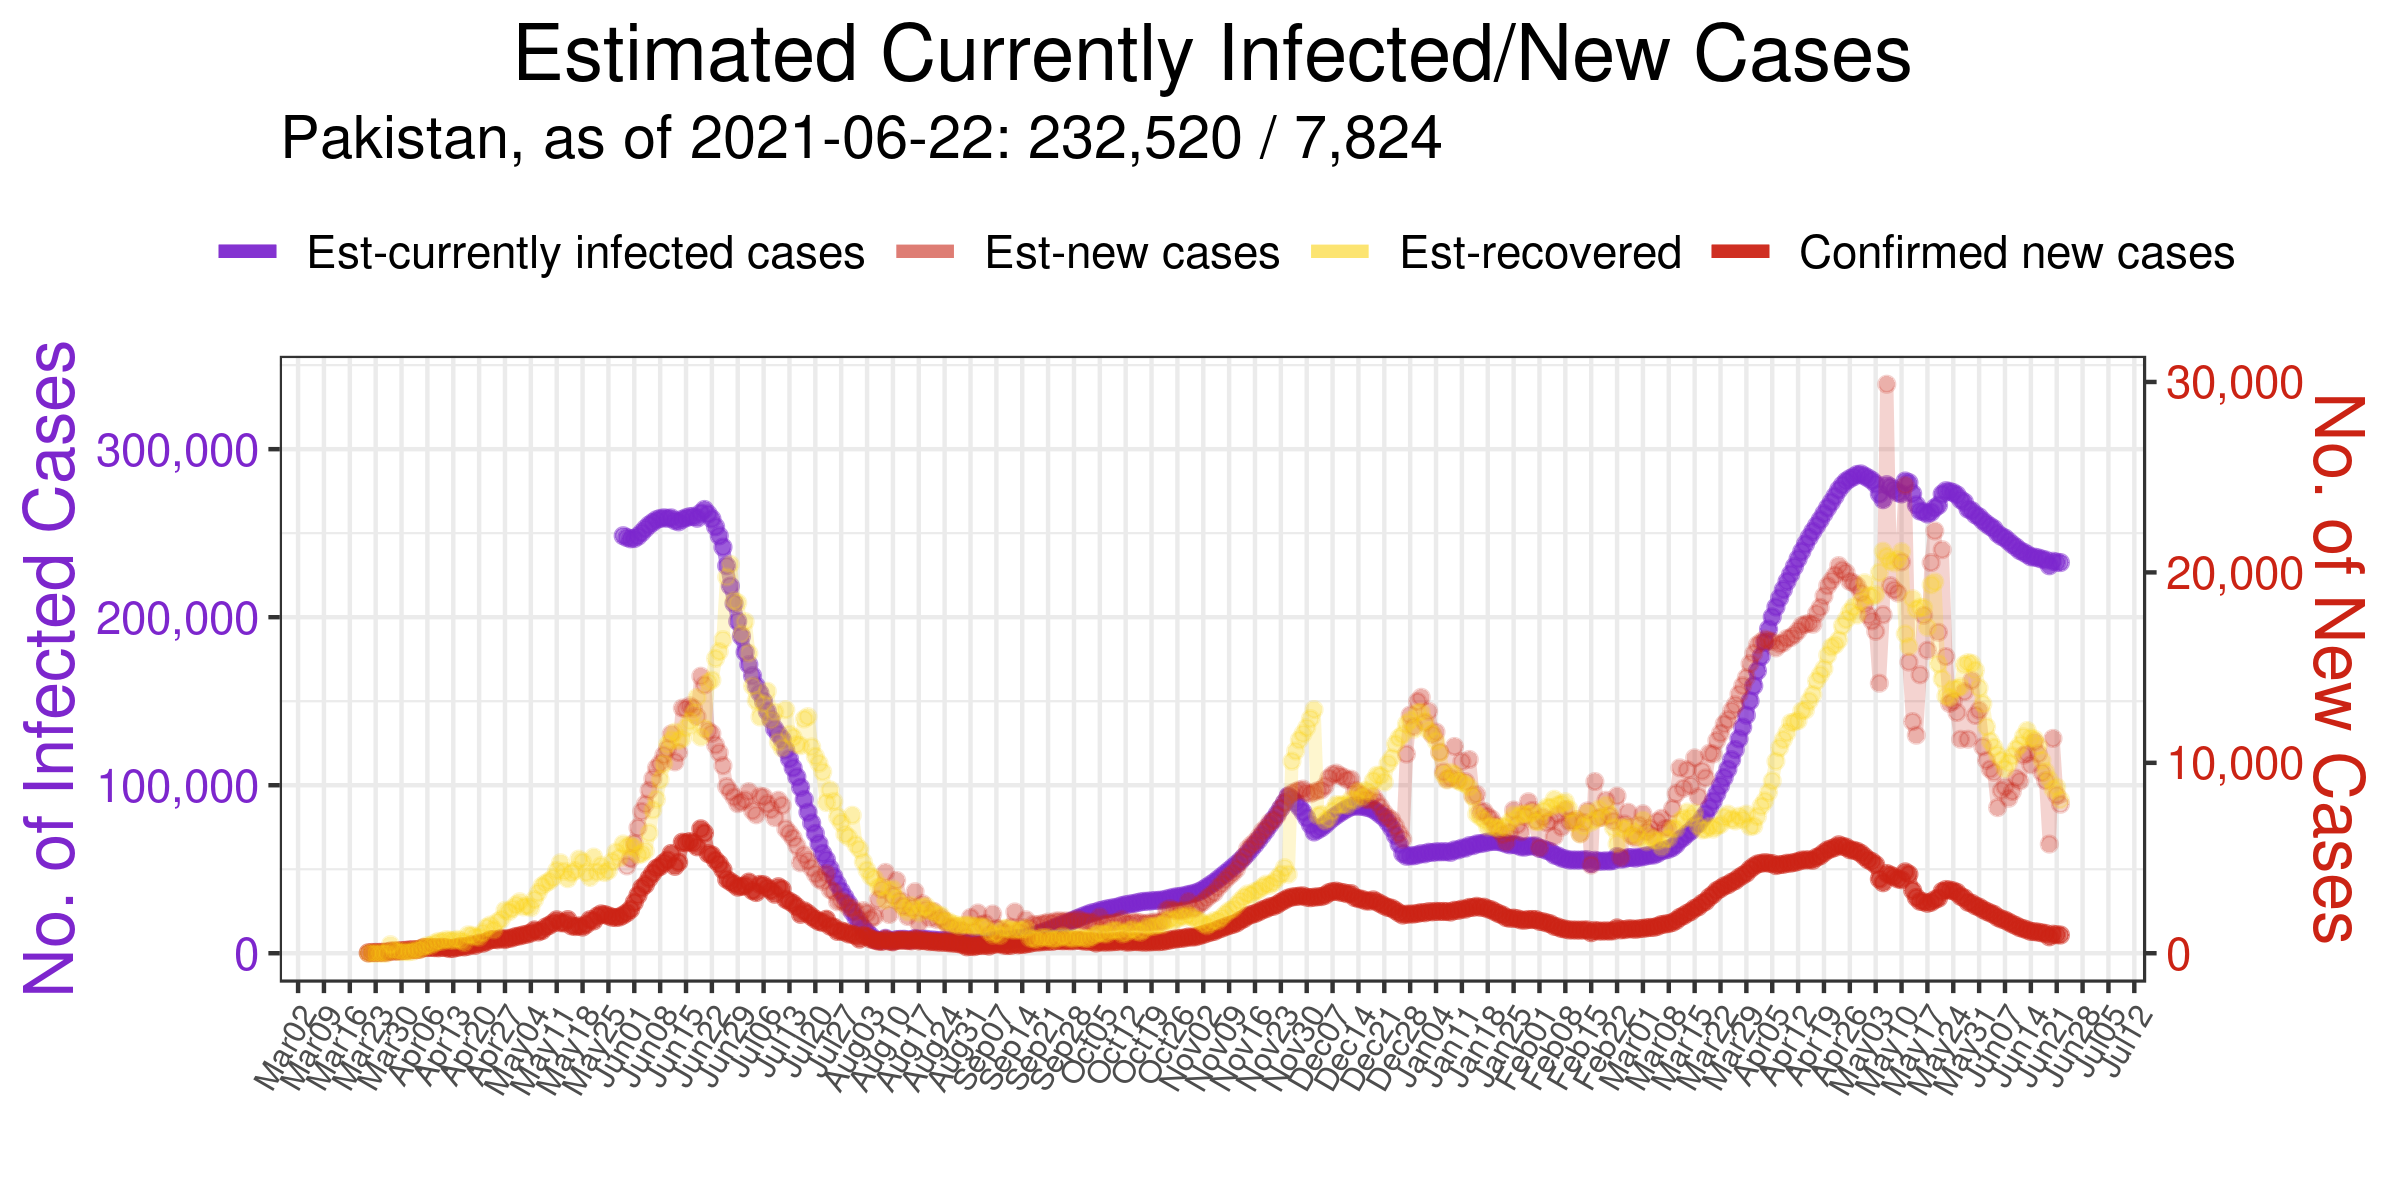 Estimated Currently Infected/New Cases
Pakistan, as of 2021-06-22: 232,520 / 7,824
Est-currently infected cases
Est-new cases
Est-recovered
Confirmed new cases
No. of Infected Cases
300,000
200,000
100,000
0
30,000
20,000
10,000
0
No. of New Cases
Mar02
Mar09
Mar16
Mar23
Mar30
Apr06
Apr13
Apr20
Apr27
May04
May11
May18
May25
Jun01
Jun08
Jun15
Jun22
Jun29
Jul06
Jul13
Jul20
Jul27
Aug03
Aug10
Aug17
Aug24
Aug31
Sep07
Sep14
Sep21
Sep28
Oct05
Oct12
Oct19
Oct26
Nov02
Nov09
Nov16
Nov23
Nov30
Dec07
Dec14
Dec21
Dec28
Jan04
Jan11
Jan18
Jan25
Feb01
Feb08
Feb15
Feb22
Mar01
Mar08
Mar15
Mar22
Mar29
Apr05
Apr12
Apr19
Apr26
May03
May10
May17
May24
May31
Jun07
Jun14
Jun21
Jun28
Jul05
Jul12